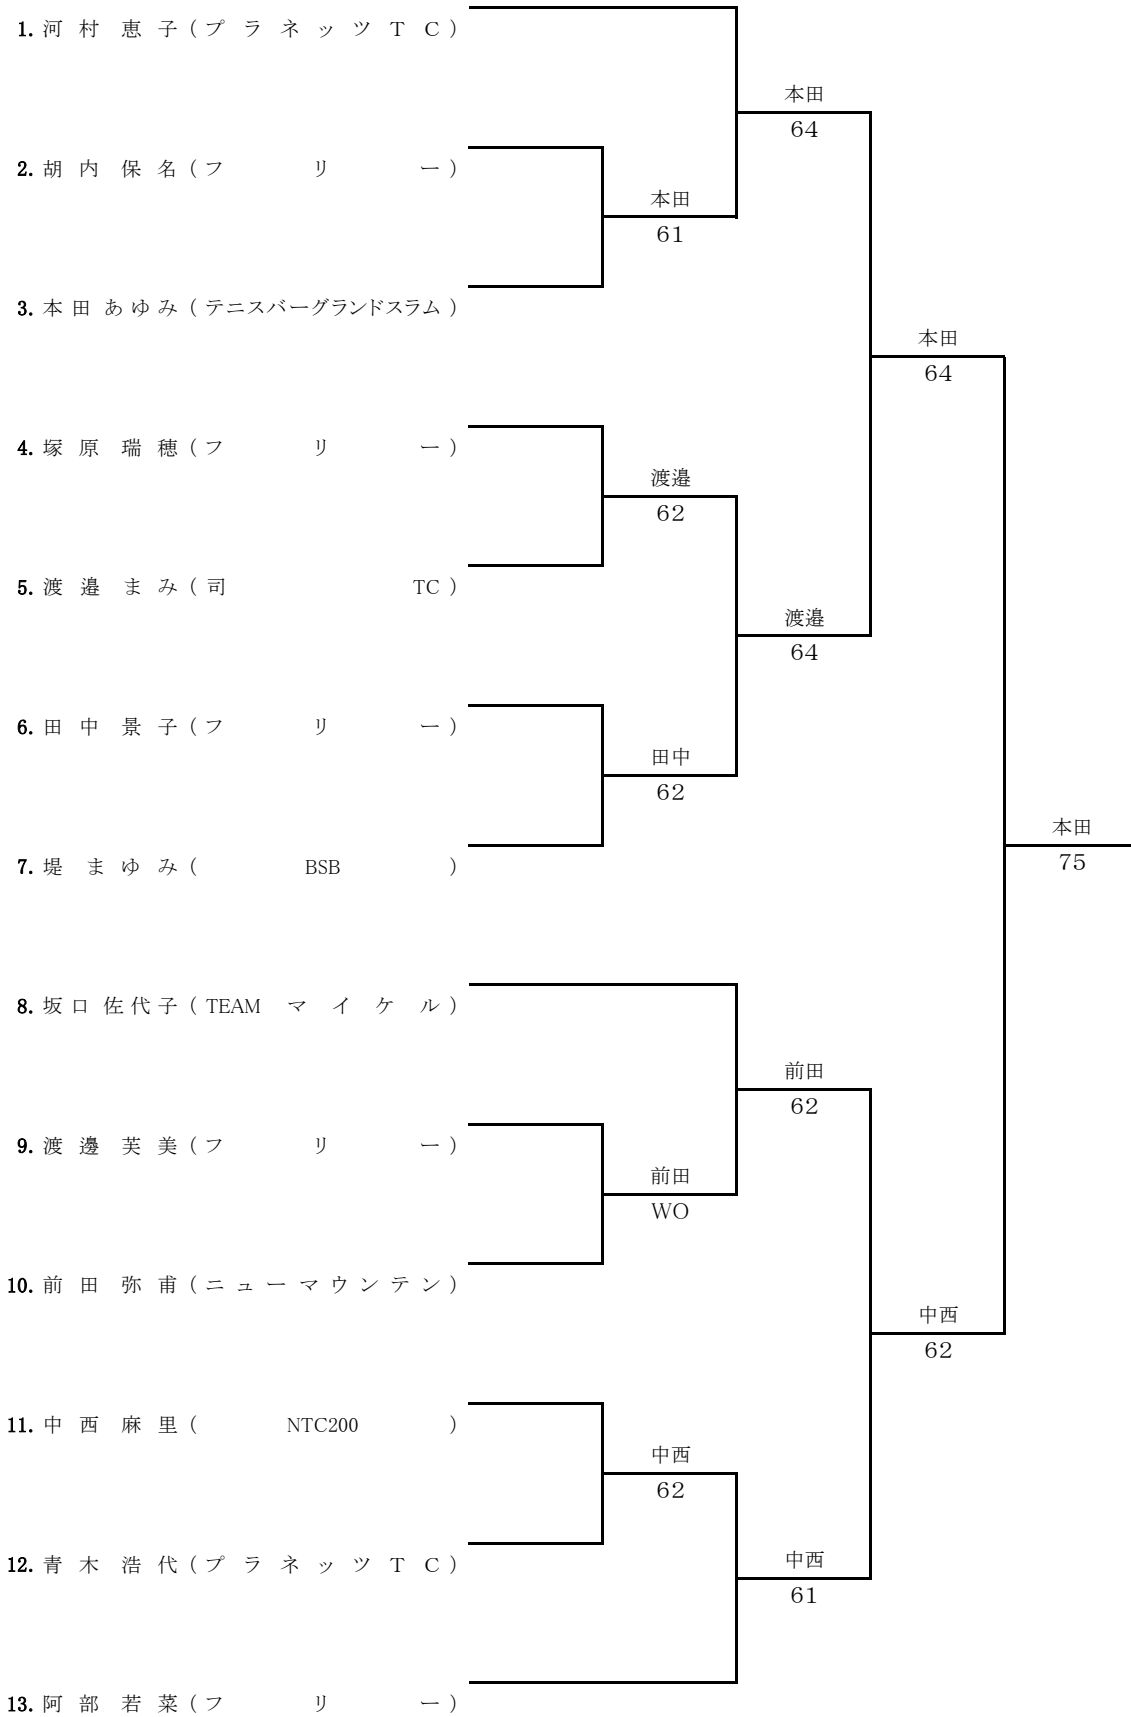 1. 河村 恵子(プラネッツTC)
本田
64
2. 胡内 保名(フリー)
本田
61
3. 本田 あゆみ(テニスバーグランドスラム)
本田
64
4. 塚原 瑞穂(フリー)
渡邉
62
5. 渡邉 まみ(司TC)
渡邉
64
6. 田中 景子(フリー)
田中
62
本田
75
7. 堤 まゆみ(BSB)
8. 坂口 佐代子(TEAM マイケル)
前田
62
9. 渡邊 芙美(フリー)
前田
WO
10. 前田 弥甫(ニューマウンテン)
中西
62
11. 中西 麻里(NTC200)
中西
62
12. 青木 浩代(プラネッツTC)
中西
61
13. 阿部 若菜(フリー)